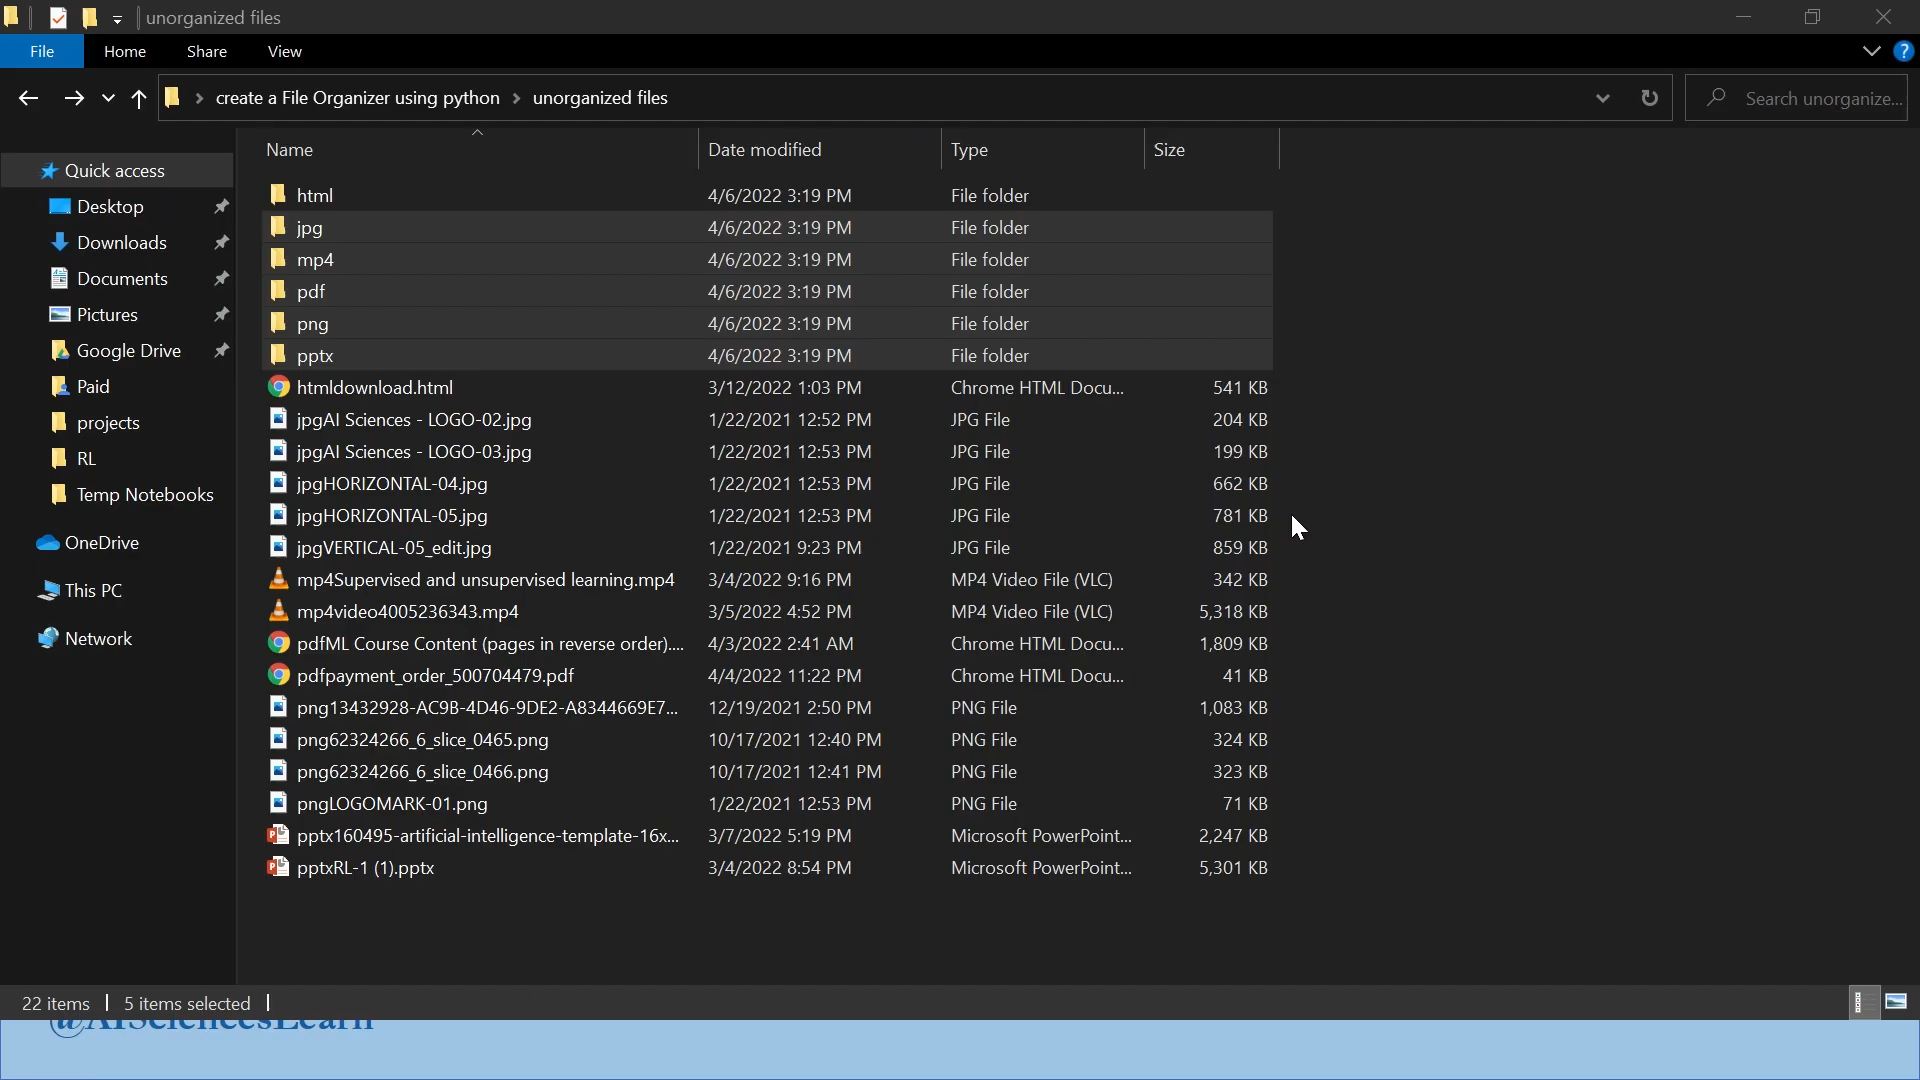 unorganized files
File Home Share View
create a File Organizer using python > unorganized files
Search unorganize...
Name Date modified Type Size
Quick access
Desktop
Downloads
Documents
Pictures
Google Drive
Paid
projects
RL
Temp Notebooks
OneDrive
This PC
Network
html 4/6/2022 3:19 PM File folder
jpg 4/6/2022 3:19 PM File folder
mp4 4/6/2022 3:19 PM File folder
pdf 4/6/2022 3:19 PM File folder
png 4/6/2022 3:19 PM File folder
pptx 4/6/2022 3:19 PM File folder
htmldownload.html 3/12/2022 1:03 PM Chrome HTML Docu... 541 KB
jpgAI Sciences - LOGO-02.jpg 1/22/2021 12:52 PM JPG File 204 KB
jpgAI Sciences - LOGO-03.jpg 1/22/2021 12:53 PM JPG File 199 KB
jpgHORIZONTAL-04.jpg 1/22/2021 12:53 PM JPG File 662 KB
jpgHORIZONTAL-05.jpg 1/22/2021 12:53 PM JPG File 781 KB
jpgVERTICAL-05_edit.jpg 1/22/2021 9:23 PM JPG File 859 KB
mp4Supervised and unsupervised learning.mp4 3/4/2022 9:16 PM MP4 Video File (VLC) 342 KB
mp4video4005236343.mp4 3/5/2022 4:52 PM MP4 Video File (VLC) 5,318 KB
pdfML Course Content (pages in reverse order).... 4/3/2022 2:41 AM Chrome HTML Docu... 1,809 KB
pdfpayment_order_500704479.pdf 4/4/2022 11:22 PM Chrome HTML Docu... 41 KB
png13432928-AC9B-4D46-9DE2-A8344669E7... 12/19/2021 2:50 PM PNG File 1,083 KB
png62324266_6_slice_0465.png 10/17/2021 12:40 PM PNG File 324 KB
png62324266_6_slice_0466.png 10/17/2021 12:41 PM PNG File 323 KB
pngLOGOMARK-01.png 1/22/2021 12:53 PM PNG File 71 KB
pptx160495-artificial-intelligence-template-16x... 3/7/2022 5:19 PM Microsoft PowerPoint... 2,247 KB
pptxRL-1 (1).pptx 3/4/2022 8:54 PM Microsoft PowerPoint... 5,301 KB
22 items 5 items selected
@AISciencesLearn